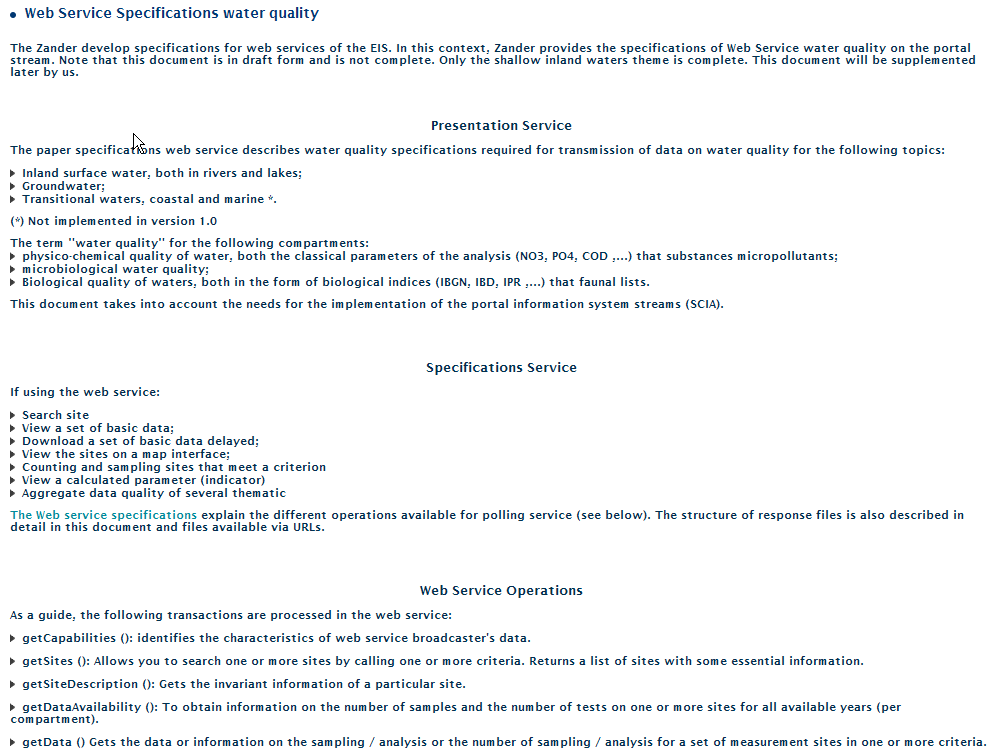 Web Service Specifications water quality
The Zander develop specifications for web services of the EIS. In this context, Zander provides the specifications of Web Service water quality on the portal
stream. Note that this document is in draft form and is not complete. Only the shallow inland waters theme is complete. This document will be supplemented
later by us.
Presentation Service
The paper specifications web service describes water quality specifications required for transmission of data on water quality for the following topics:
Inland surface water, both in rivers and lakes;
Groundwater;
Transitional waters, coastal and marine *.
(*) Not implemented in version 1.0
The term "water quality" for the following compartments:
physico-chemical quality of water, both the classical parameters of the analysis (NO3, PO4, COD ,...) that substances micropollutants;
microbiological water quality;
Biological quality of waters, both in the form of biological indices (IBGN, IBD, IPR ,...) that faunal lists.
This document takes into account the needs for the implementation of the portal information system streams (SCIA).
Specifications Service
If using the web service:
Search site
View a set of basic data;
Download a set of basic data delayed;
View the sites on a map interface;
Counting and sampling sites that meet a criterion
View a calculated parameter (indicator)
Aggregate data quality of several thematic
The Web service specifications explain the different operations available for polling service (see below). The structure of response files is also described in
detail in this document and files available via URLs.
Web Service Operations
As a guide, the following transactions are processed in the web service:
getCapabilities (): identifies the characteristics of web service broadcaster's data.
getSites (): Allows you to search one or more sites by calling one or more criteria. Returns a list of sites with some essential information.
getSiteDescription (): Gets the invariant information of a particular site.
getDataAvailability (): To obtain information on the number of samples and the number of tests on one or more sites for all available years (per
compartment).
getData () Gets the data or information on the sampling / analysis or the number of sampling / analysis for a set of measurement sites in one or more criteria.